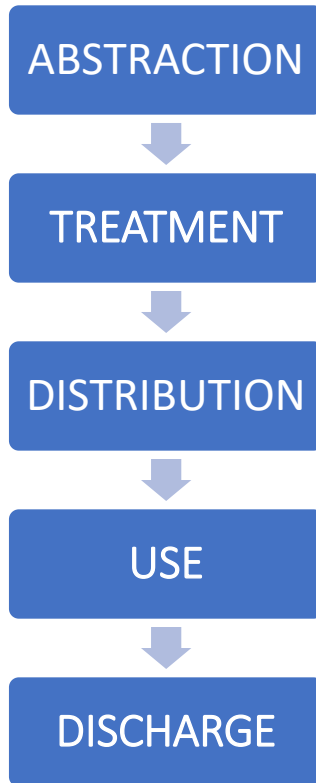 ABSTRACTION
TREATMENT
DISTRIBUTION
USE
DISCHARGE